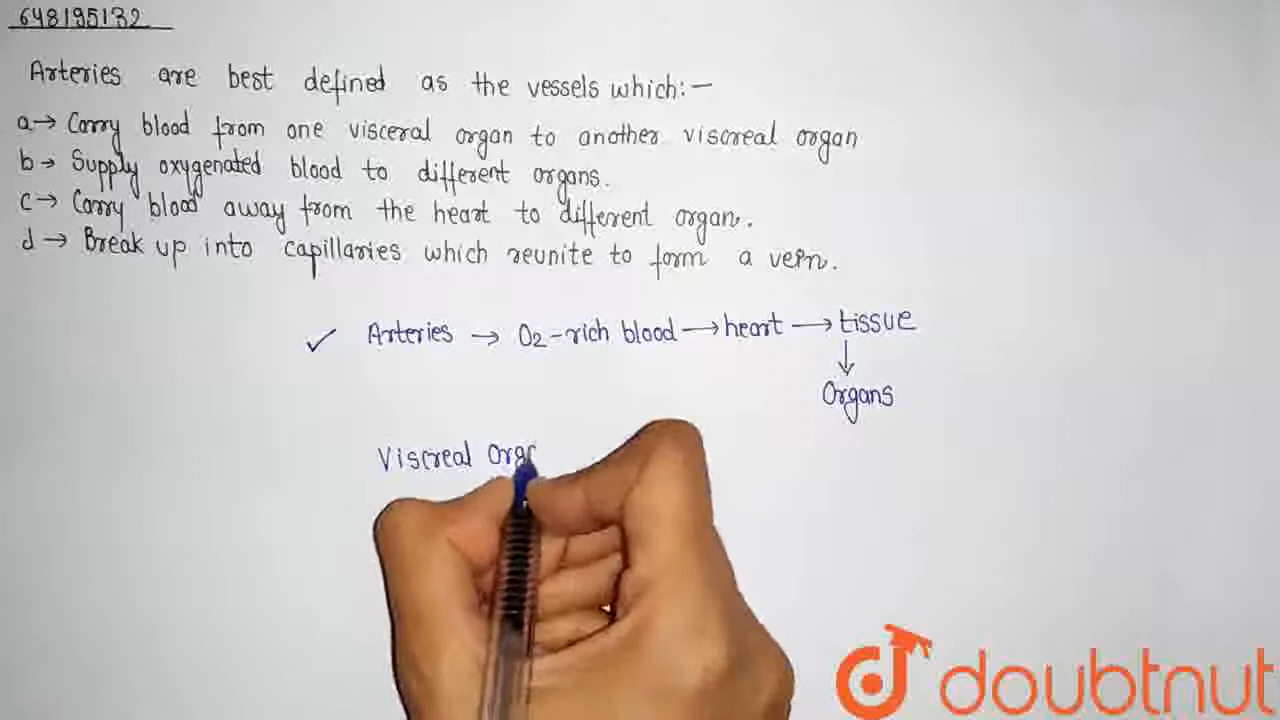 648195132
Arteries are best defined as the vessels which:-
a→ Carry blood from one visceral organ to another viscreal organ
b→ Supply oxygenated blood to different organs.
c→ Carry blood away from the heart to different organ.
d→ Break up into capillaries which reunite to form a vein.
✓ Arteries → O2-rich blood → heart → tissue
↓
Organs
Viscreal Orga
doubtnut